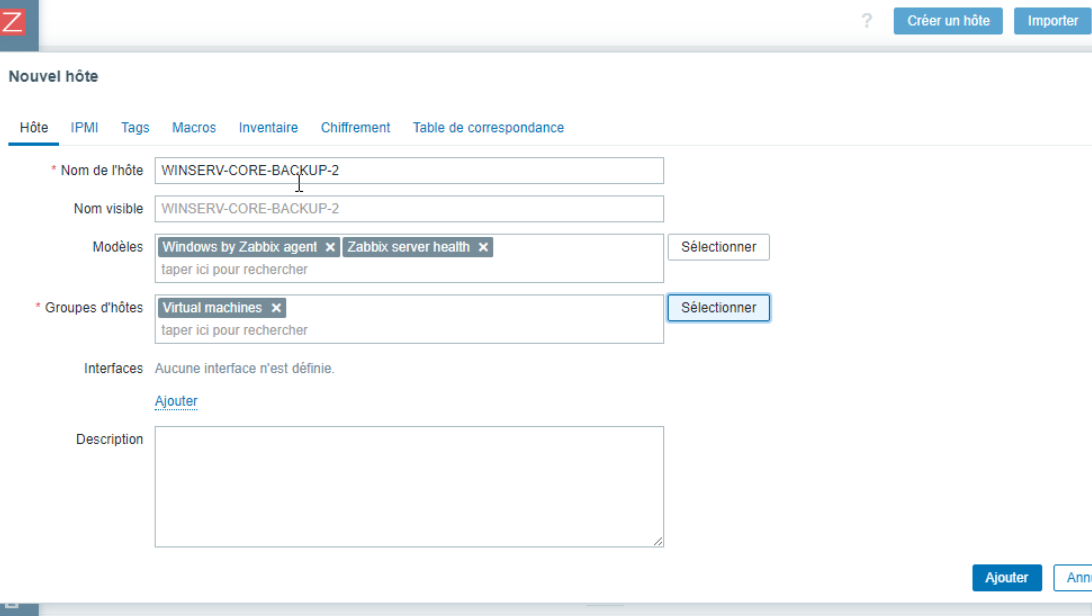 Z
? Créer un hôte Importer
Nouvel hôte
Hôte IPMI Tags Macros Inventaire Chiffrement Table de correspondance
* Nom de l'hôte WINSERV-CORE-BACKUP-2
Nom visible WINSERV-CORE-BACKUP-2
Modèles Windows by Zabbix agent × Zabbix server health × Sélectionner
taper ici pour rechercher
* Groupes d'hôtes Virtual machines × Sélectionner
taper ici pour rechercher
Interfaces Aucune interface n'est définie.
Ajouter
Description
Ajouter